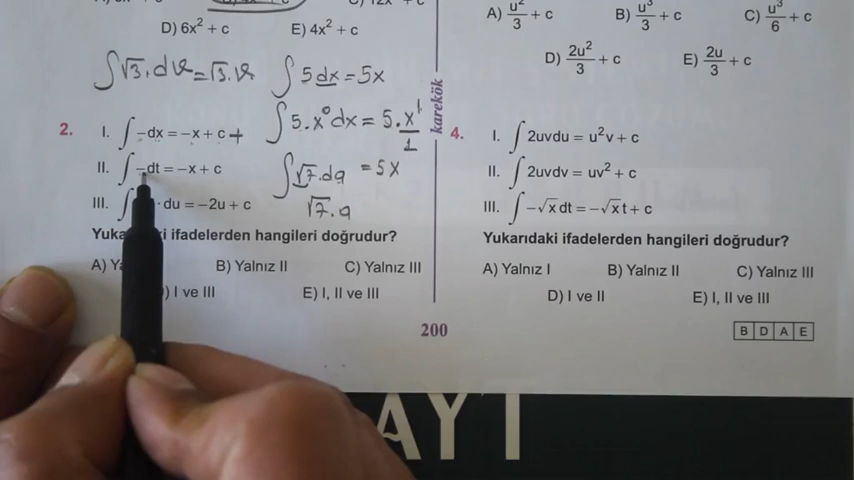 D) 6x² + c E) 4x² + c
∫√3.dϑ = √3.ϑ ∫5dx = 5x
∫5.x⁰dx = 5.x¹/1
= 5x
∫√7.dq
√7.q
2. I. ∫−dx = −x + c +
II. ∫−dt = −x + c
III. ∫ · du = −2u + c
ifadelerden hangileri doğrudur?
B) Yalnız II C) Yalnız III
D) I ve III E) I, II ve III
karekök
A) u²/3 + c B) u³/3 + c C) u³/6 + c
D) 2u²/3 + c E) 2u/3 + c
4. I. ∫2uvdu = u²v + c
II. ∫2uvdv = uv² + c
III. ∫−√x dt = −√x t + c
Yukarıdaki ifadelerden hangileri doğrudur?
A) Yalnız I B) Yalnız II C) Yalnız III
D) I ve II E) I, II ve III
200
B D A E
AYT